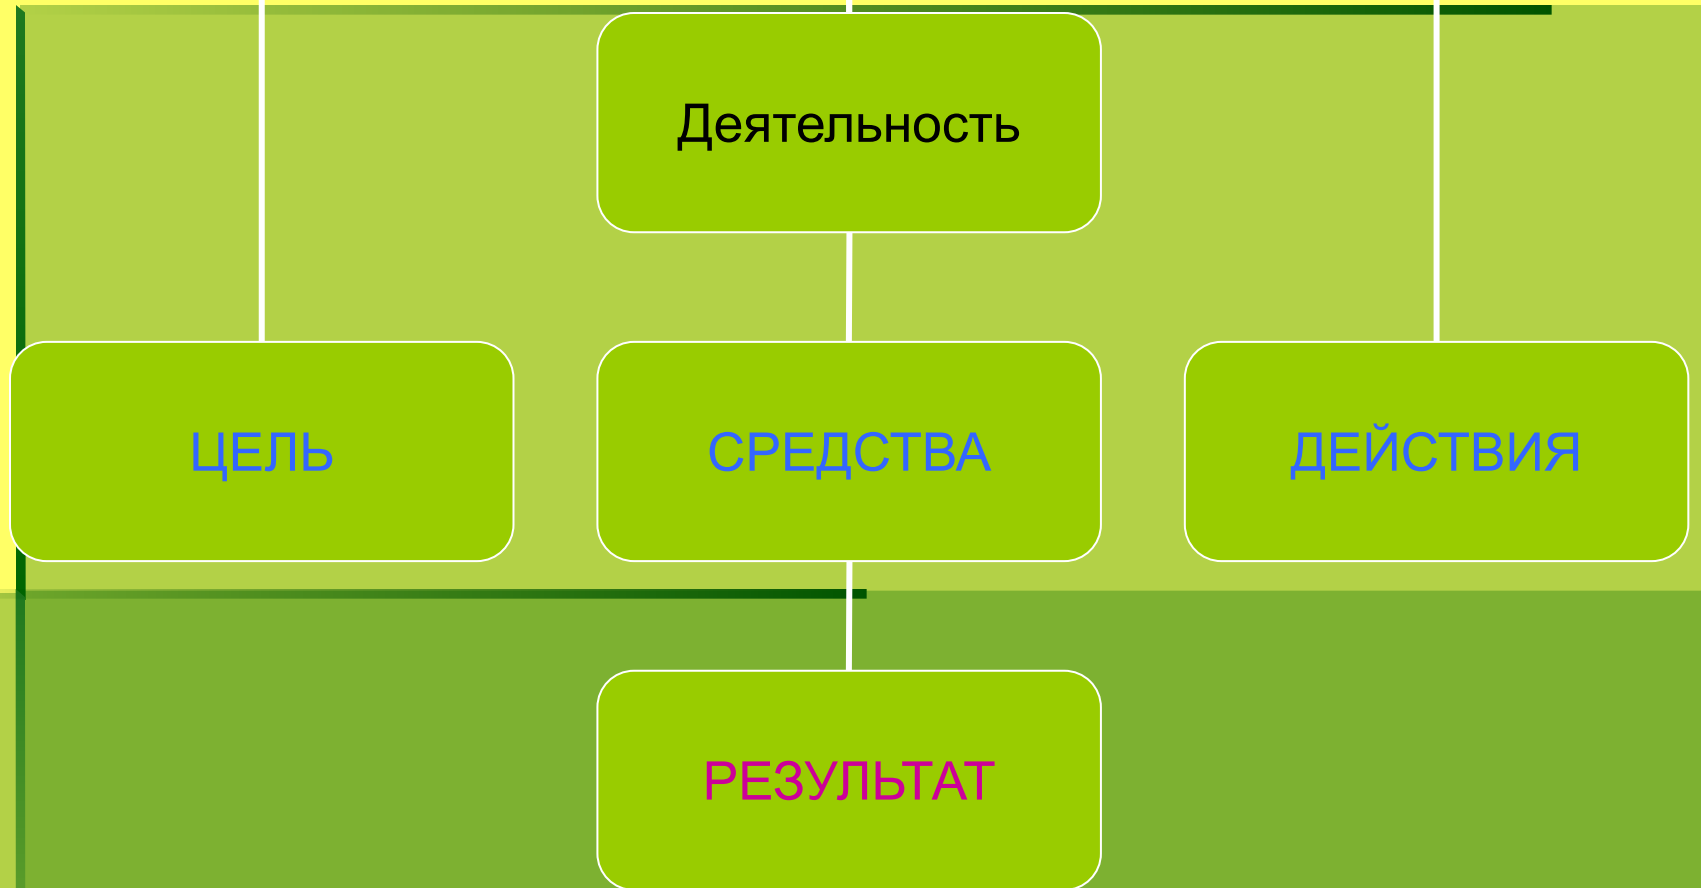 Деятельность
ЦЕЛЬ
СРЕДСТВА
ДЕЙСТВИЯ
РЕЗУЛЬТАТ